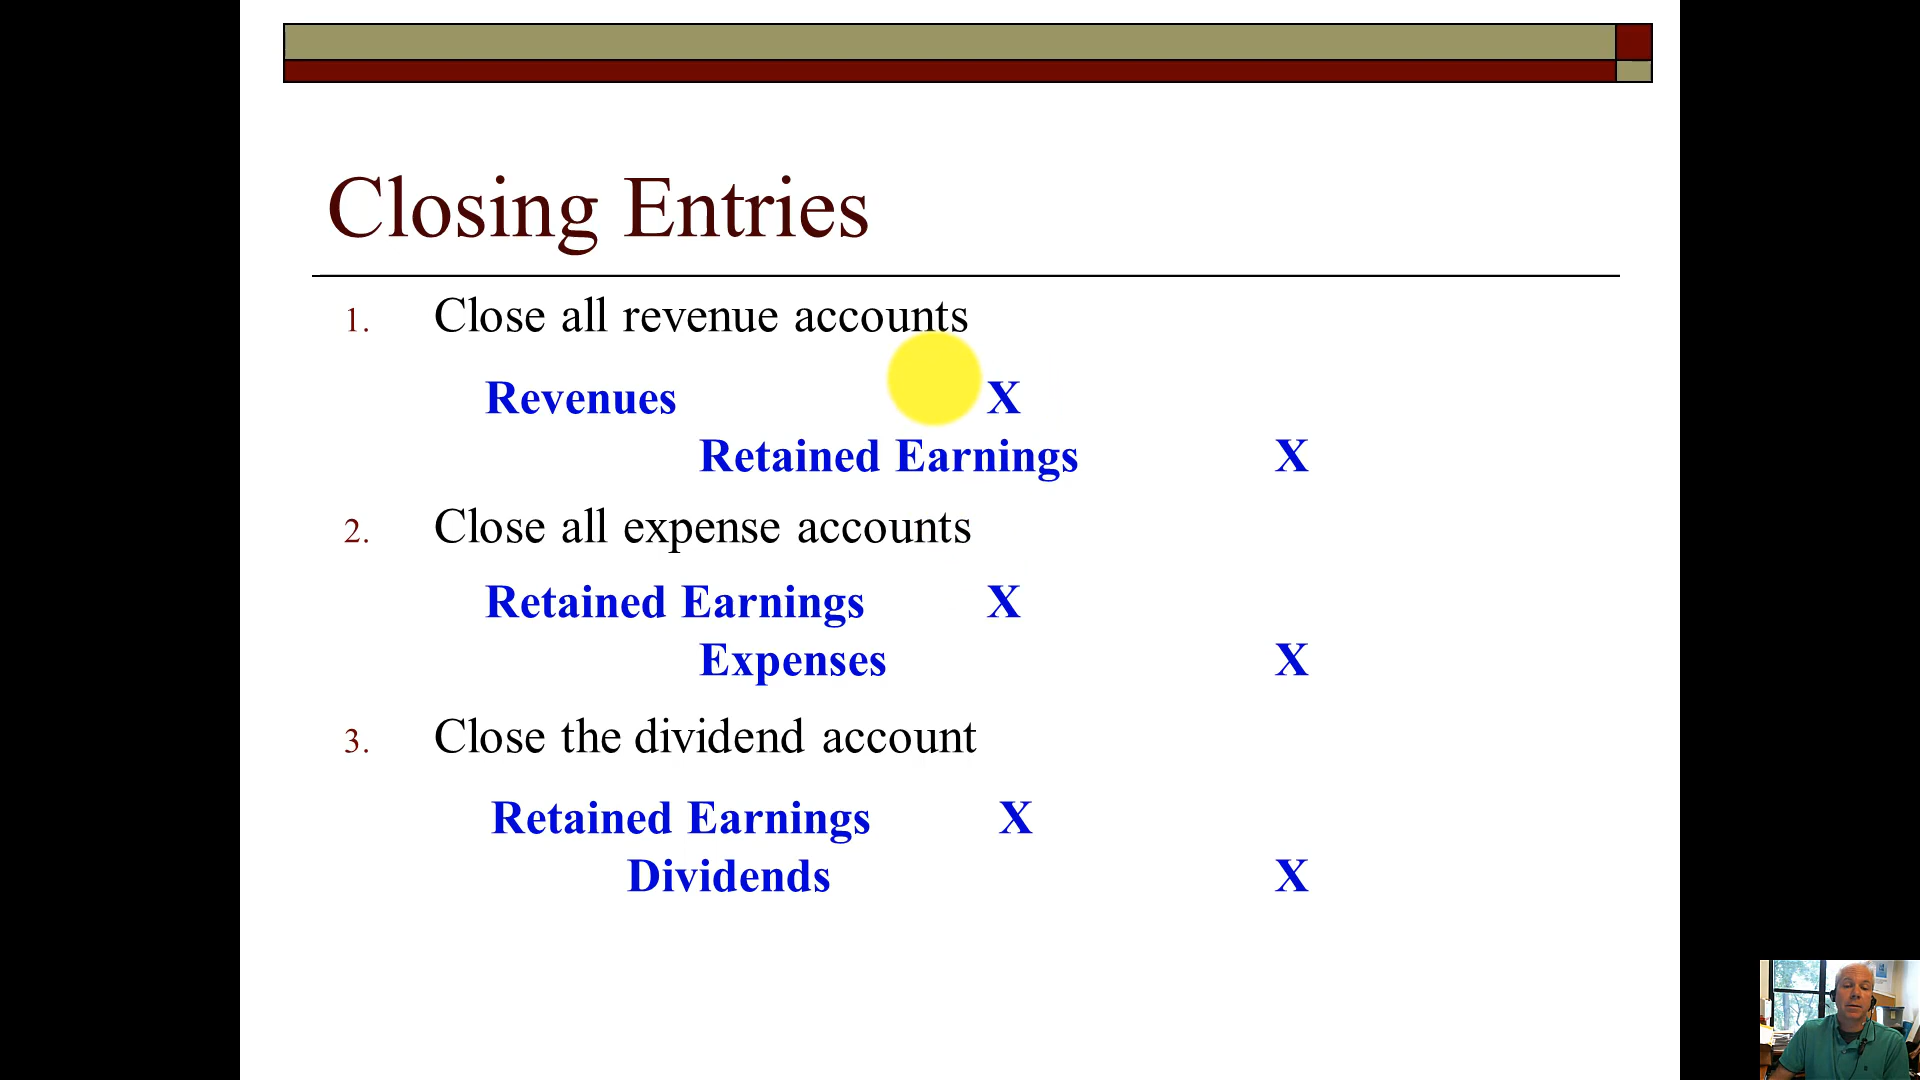 Closing Entries
1. Close all revenue accounts
Revenues X
Retained Earnings X
2. Close all expense accounts
Retained Earnings X
Expenses X
3. Close the dividend account
Retained Earnings X
Dividends X